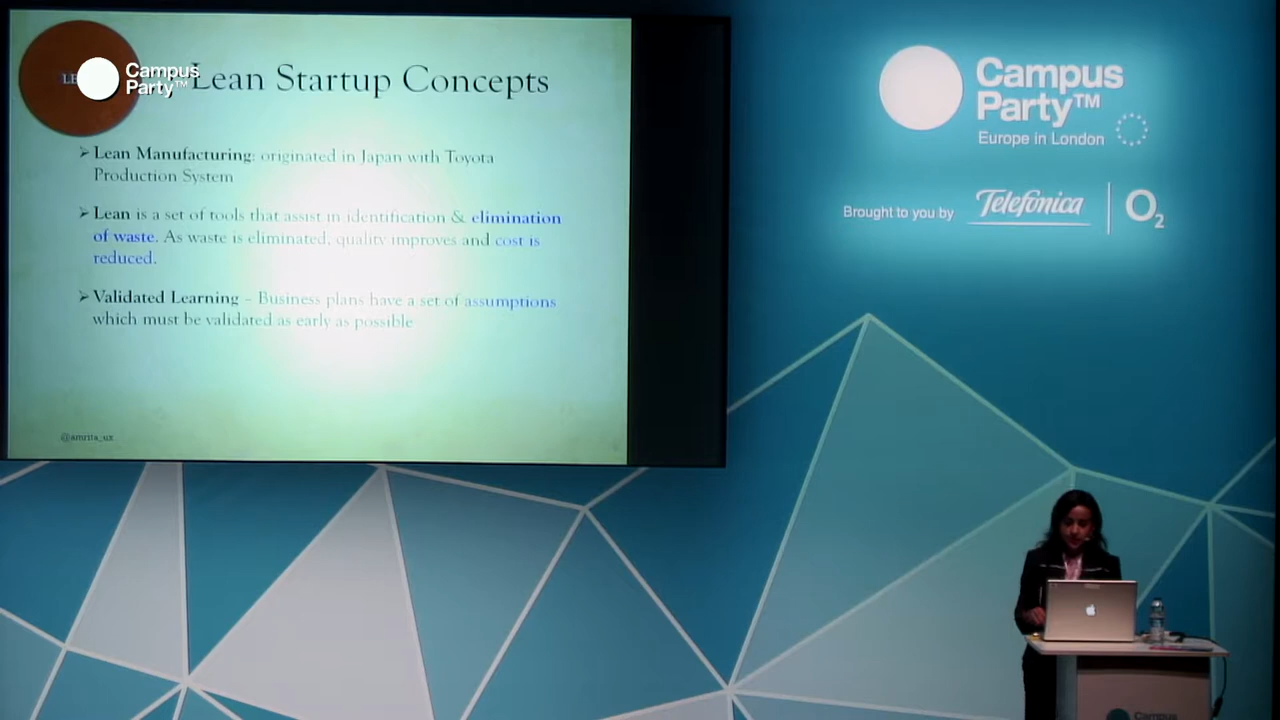 Lean Startup Concepts
Campus
Party™
➢Lean Manufacturing: originated in Japan with Toyota
Production System
➢Lean is a set of tools that assist in identification & elimination
of waste. As waste is eliminated, quality improves and cost is
reduced.
➢Validated Learning – Business plans have a set of assumptions
which must be validated as early as possible
@amrita_ux
Campus
Party™
Europe in London
Brought to you by Telefónica O2
Campus